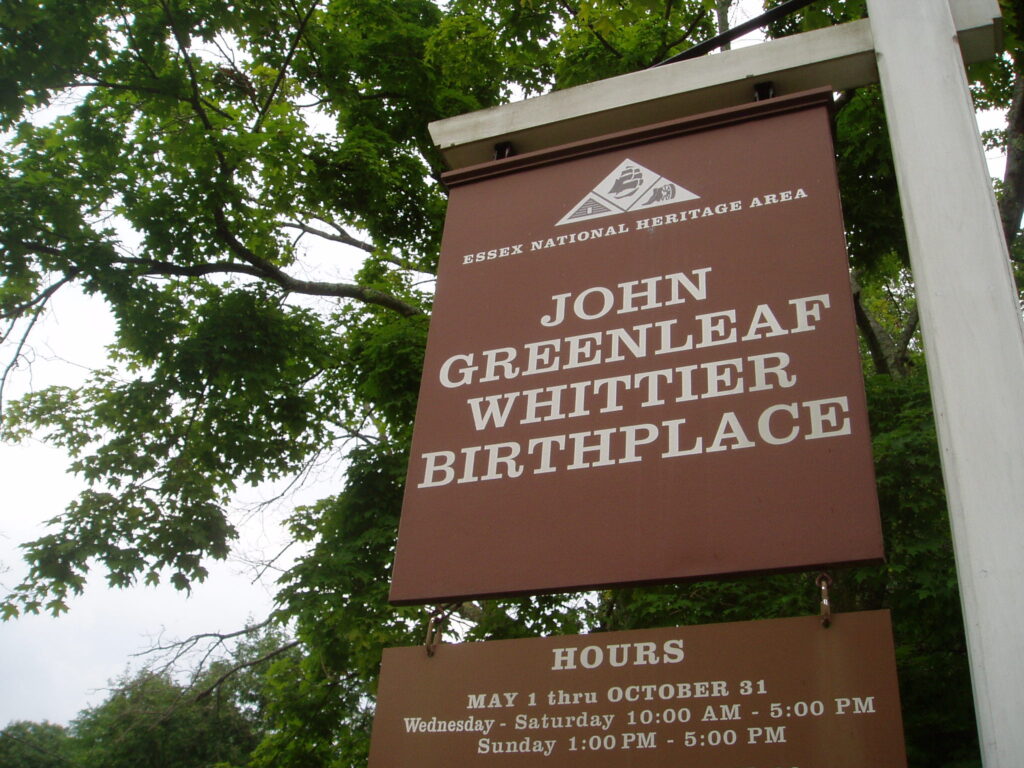 ESSEX NATIONAL HERITAGE AREA
JOHN
GREENLEAF
WHITTIER
BIRTHPLACE
HOURS
MAY 1 thru OCTOBER 31
Wednesday - Saturday 10:00 AM - 5:00 PM
Sunday 1:00 PM - 5:00 PM